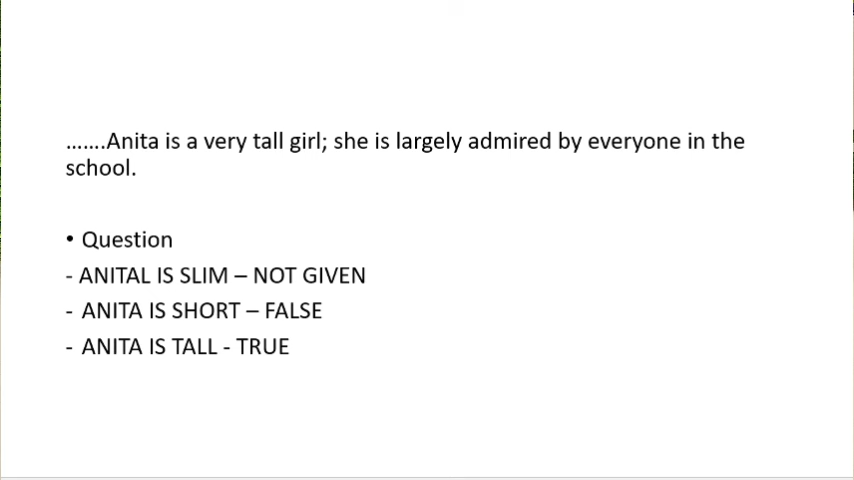 .......Anita is a very tall girl; she is largely admired by everyone in the
school.
• Question
- ANITAL IS SLIM – NOT GIVEN
- ANITA IS SHORT – FALSE
- ANITA IS TALL - TRUE